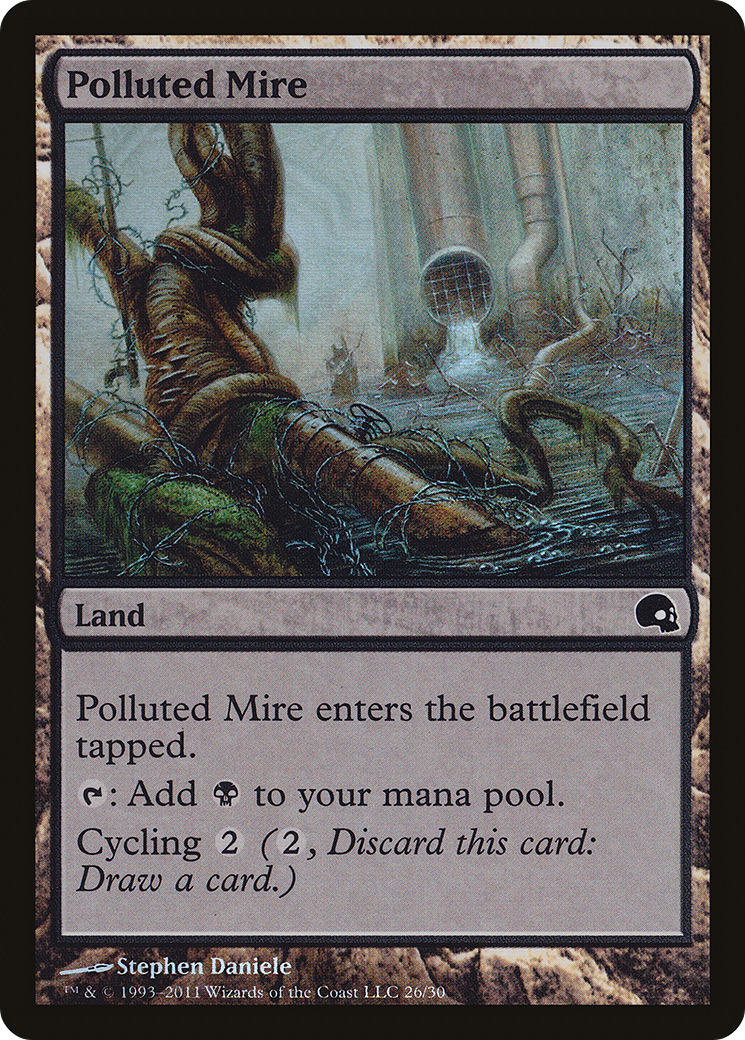 Polluted Mire
Land
Polluted Mire enters the battlefield
tapped.
: Add to your mana pool.
Cycling 2 (2, Discard this card:
Draw a card.)
Stephen Daniele
™ & © 1993–2011 Wizards of the Coast LLC 26/30